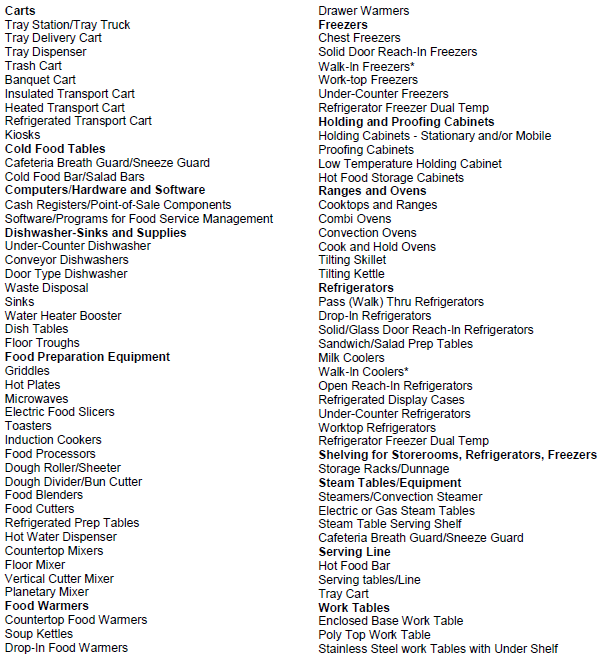 Carts
Tray Station/Tray Truck
Tray Delivery Cart
Tray Dispenser
Trash Cart
Banquet Cart
Insulated Transport Cart
Heated Transport Cart
Refrigerated Transport Cart
Kiosks
Cold Food Tables
Cafeteria Breath Guard/Sneeze Guard
Cold Food Bar/Salad Bars
Computers/Hardware and Software
Cash Registers/Point-of-Sale Components
Software/Programs for Food Service Management
Dishwasher-Sinks and Supplies
Under-Counter Dishwasher
Conveyor Dishwashers
Door Type Dishwasher
Waste Disposal
Sinks
Water Heater Booster
Dish Tables
Floor Troughs
Food Preparation Equipment
Griddles
Hot Plates
Microwaves
Electric Food Slicers
Toasters
Induction Cookers
Food Processors
Dough Roller/Sheeter
Dough Divider/Bun Cutter
Food Blenders
Food Cutters
Refrigerated Prep Tables
Hot Water Dispenser
Countertop Mixers
Floor Mixer
Vertical Cutter Mixer
Planetary Mixer
Food Warmers
Countertop Food Warmers
Soup Kettles
Drop-In Food Warmers
Drawer Warmers
Freezers
Chest Freezers
Solid Door Reach-In Freezers
Walk-In Freezers*
Work-top Freezers
Under-Counter Freezers
Refrigerator Freezer Dual Temp
Holding and Proofing Cabinets
Holding Cabinets - Stationary and/or Mobile
Proofing Cabinets
Low Temperature Holding Cabinet
Hot Food Storage Cabinets
Ranges and Ovens
Cooktops and Ranges
Combi Ovens
Convection Ovens
Cook and Hold Ovens
Tilting Skillet
Tilting Kettle
Refrigerators
Pass (Walk) Thru Refrigerators
Drop-In Refrigerators
Solid/Glass Door Reach-In Refrigerators
Sandwich/Salad Prep Tables
Milk Coolers
Walk-In Coolers*
Open Reach-In Refrigerators
Refrigerated Display Cases
Under-Counter Refrigerators
Worktop Refrigerators
Refrigerator Freezer Dual Temp
Shelving for Storerooms, Refrigerators, Freezers
Storage Racks/Dunnage
Steam Tables/Equipment
Steamers/Convection Steamer
Electric or Gas Steam Tables
Steam Table Serving Shelf
Cafeteria Breath Guard/Sneeze Guard
Serving Line
Hot Food Bar
Serving tables/Line
Tray Cart
Work Tables
Enclosed Base Work Table
Poly Top Work Table
Stainless Steel work Tables with Under Shelf